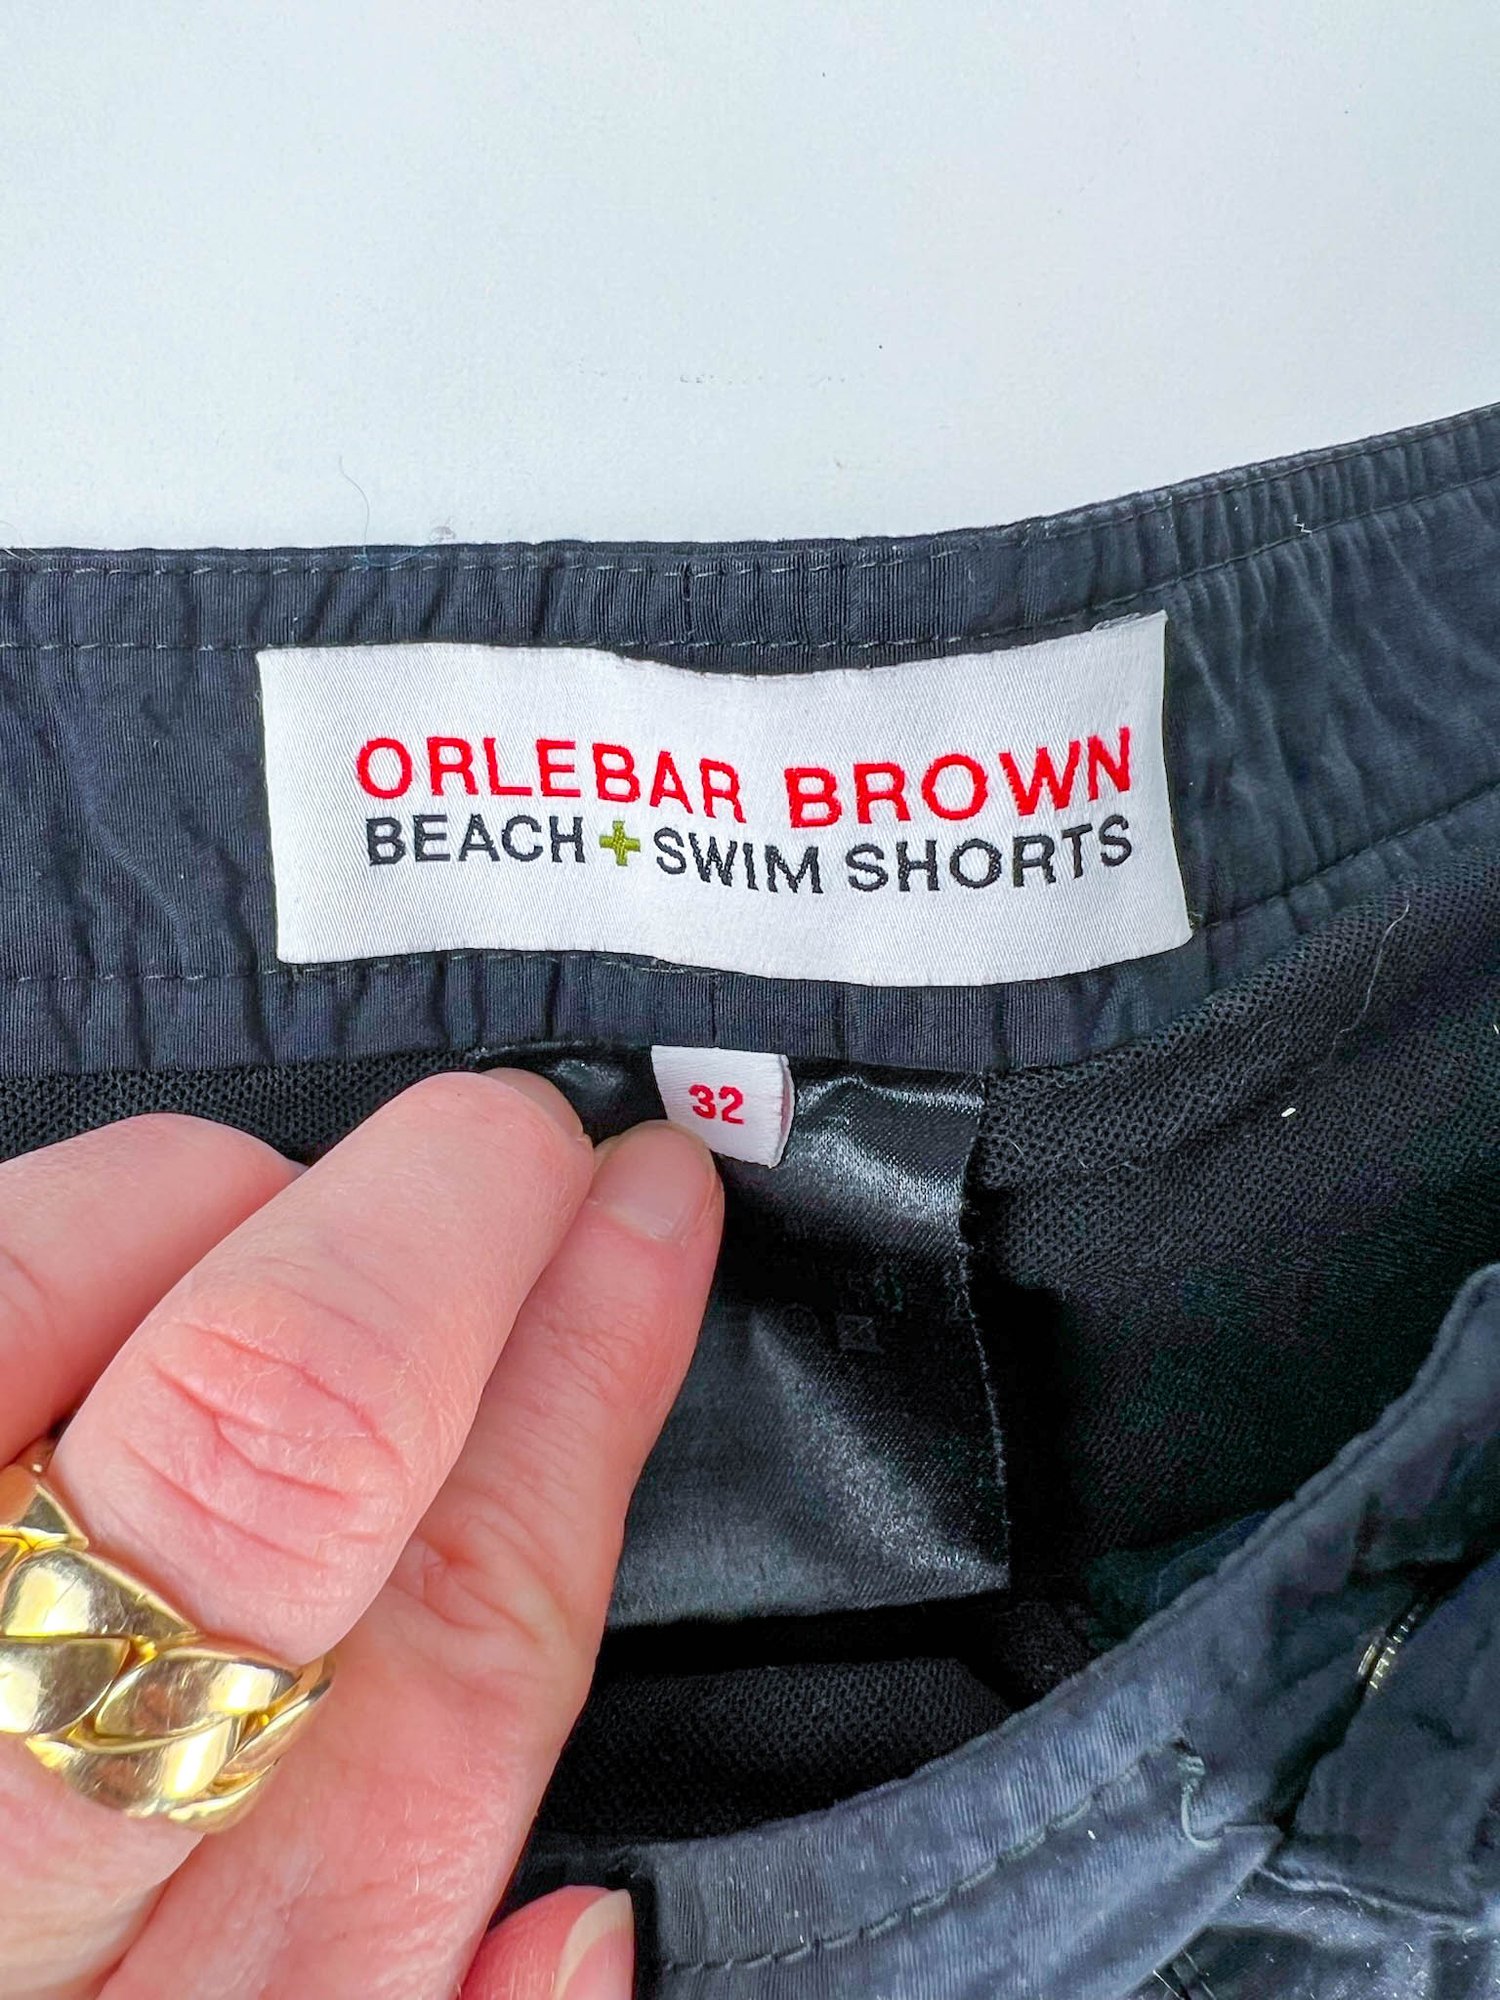 ORLEBAR BROWN
BEACH + SWIM SHORTS
32